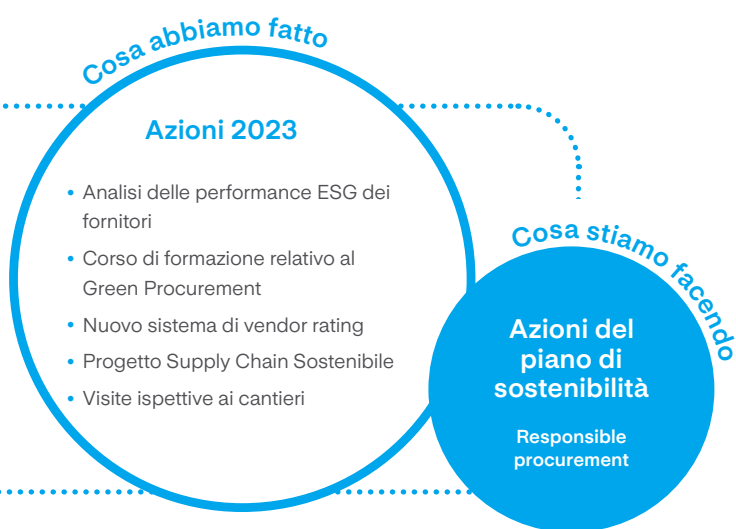 Cosa abbiamo fatto
Azioni 2023
• Analisi delle performance ESG dei
fornitori
• Corso di formazione relativo al
Green Procurement
• Nuovo sistema di vendor rating
• Progetto Supply Chain Sostenibile
• Visite ispettive ai cantieri
Cosa stiamo facendo
Azioni del
piano di
sostenibilità
Responsible
procurement